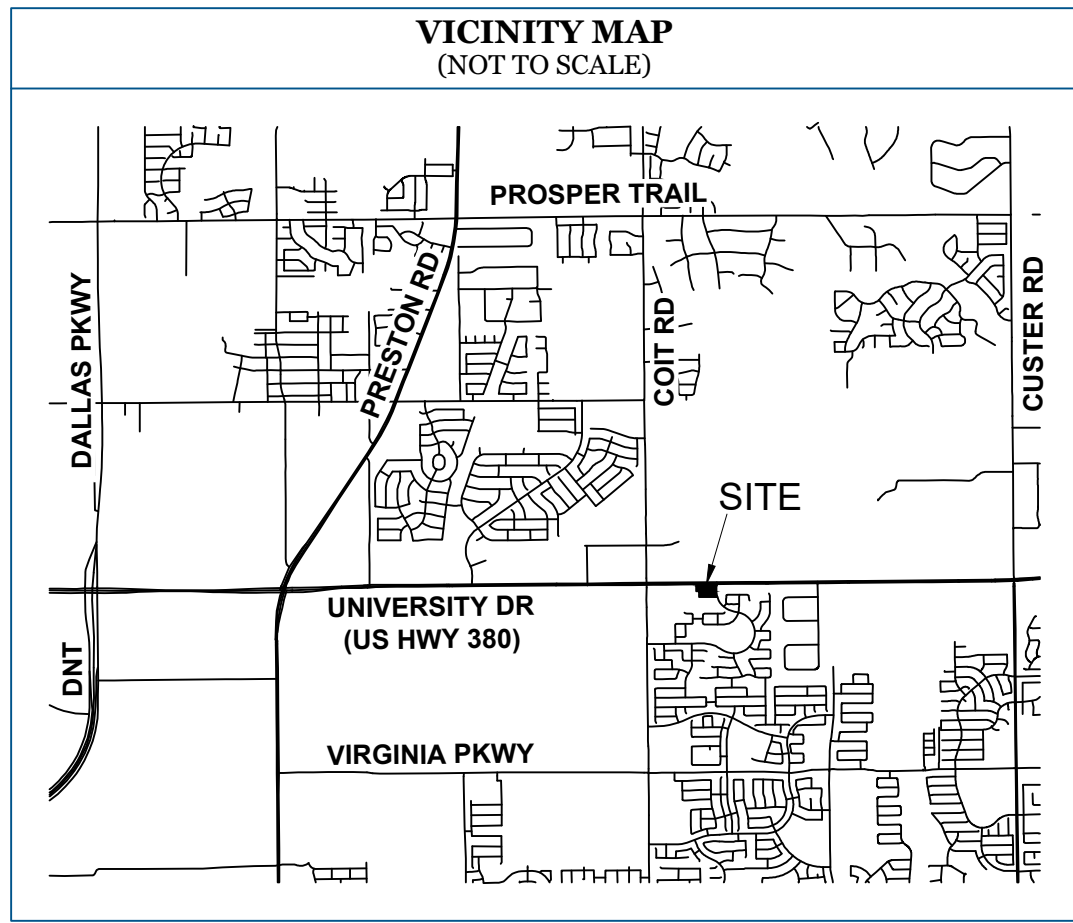 VICINITY MAP
(NOT TO SCALE)
PROSPER TRAIL
DALLAS PKWY
PRESTON RD
COIT RD
CUSTER RD
SITE
UNIVERSITY DR
(US HWY 380)
DNT
VIRGINIA PKWY